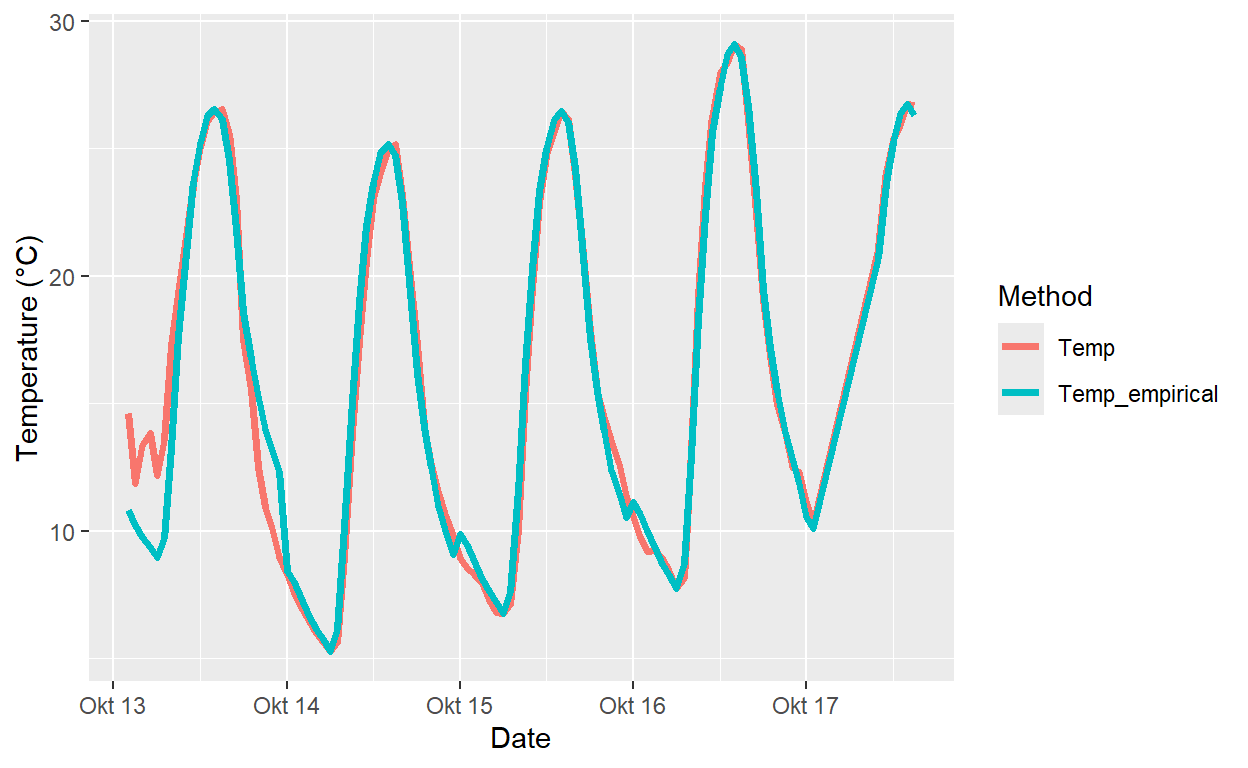 30
20
10
Temperature (°C)
Okt 13
Okt 14
Okt 15
Okt 16
Okt 17
Date
Method
Temp
Temp_empirical